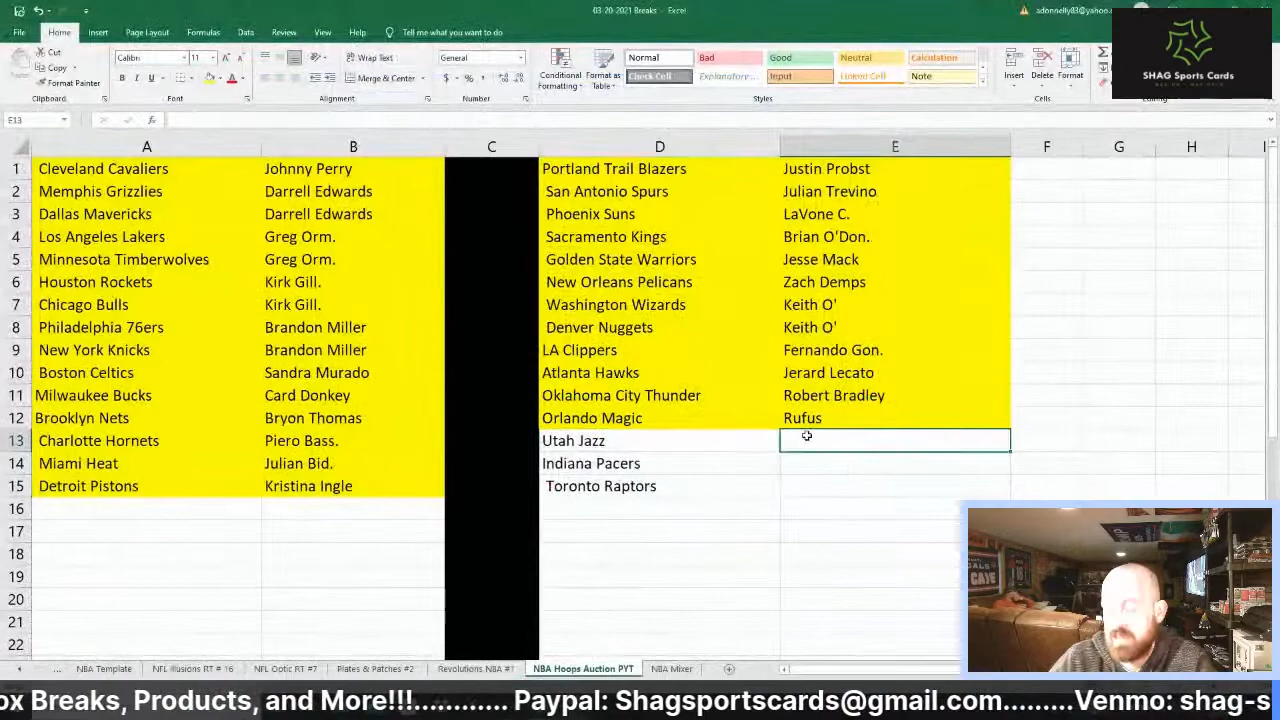 03-20-2021 Breaks - Excel
adonnelly83@yahoo.
File Home Insert Page Layout Formulas Data Review View Help Tell me what you want to do
Cut
Copy
Format Painter
Clipboard
Calibri 11
Font
Wrap Text
Merge & Center
Alignment
General
Number
Conditional Formatting
Format as Table
Normal Bad Good Neutral Calculation
Check Cell Explanatory... Input Linked Cell Note
Styles
Insert Delete Format
Cells
Editing
SHAG Sports Cards
E13
A B C D E F G H
1 Cleveland Cavaliers Johnny Perry Portland Trail Blazers Justin Probst
2 Memphis Grizzlies Darrell Edwards San Antonio Spurs Julian Trevino
3 Dallas Mavericks Darrell Edwards Phoenix Suns LaVone C.
4 Los Angeles Lakers Greg Orm. Sacramento Kings Brian O'Don.
5 Minnesota Timberwolves Greg Orm. Golden State Warriors Jesse Mack
6 Houston Rockets Kirk Gill. New Orleans Pelicans Zach Demps
7 Chicago Bulls Kirk Gill. Washington Wizards Keith O'
8 Philadelphia 76ers Brandon Miller Denver Nuggets Keith O'
9 New York Knicks Brandon Miller LA Clippers Fernando Gon.
10 Boston Celtics Sandra Murado Atlanta Hawks Jerard Lecato
11 Milwaukee Bucks Card Donkey Oklahoma City Thunder Robert Bradley
12 Brooklyn Nets Bryon Thomas Orlando Magic Rufus
13 Charlotte Hornets Piero Bass. Utah Jazz
14 Miami Heat Julian Bid. Indiana Pacers
15 Detroit Pistons Kristina Ingle Toronto Raptors
16
17
18
19
20
21
22
... NBA Template NFL Illusions RT # 16 NFL Optic RT #7 Plates & Patches #2 Revolutions NBA #1 NBA Hoops Auction PYT NBA Mixer
ox Breaks, Products, and More!!!............ Paypal: Shagsportscards@gmail.com.........Venmo: shag-s